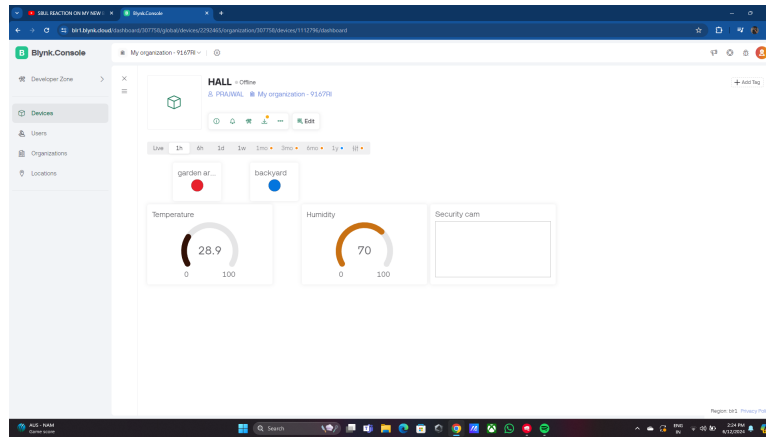 SIBLL REACTION ON MY NEW
Blynk.Console
blr1.blynk.cloud/dashboard/307758/global/devices/2292465/organization/307758/devices/1112796/dashboard
Blynk.Console
My organization - 9167RI
Developer Zone
Devices
Users
Organizations
Locations
HALL Offline
PRAJWAL My organization - 9167RI
Edit
+ Add Tag
Live 1h 6h 1d 1w 1mo 3mo 6mo 1y
garden ar...
backyard
Temperature
28.9
0 100
Humidity
70
0 100
Security cam
Region: blr1 Privacy Poli
AUS - NAM
Game score
Search
ENG
IN
2:24 PM
6/12/2024